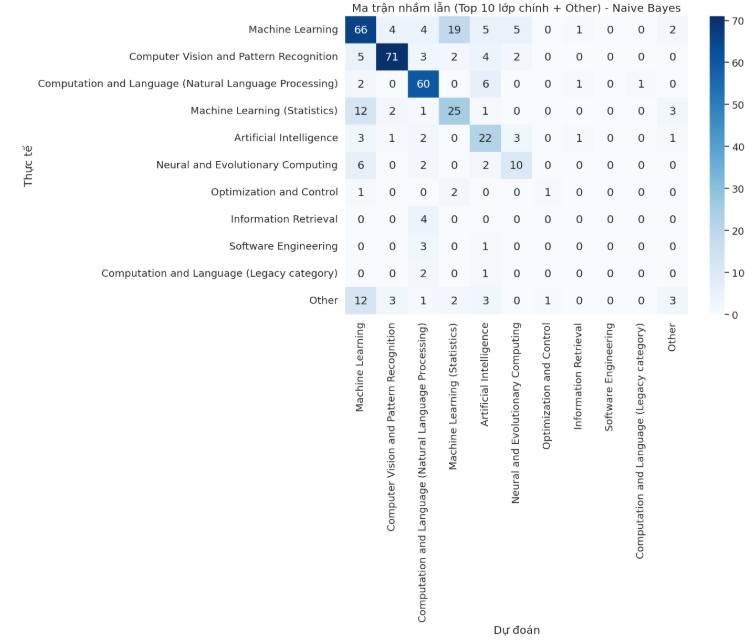 Ma trận nhầm lẫn (Top 10 lớp chính + Other) - Naive Bayes
Thực tế
Machine Learning 66 4 4 19 5 5 0 1 0 0 2
Computer Vision and Pattern Recognition 5 71 3 2 4 2 0 0 0 0 0
Computation and Language (Natural Language Processing) 2 0 60 0 6 0 0 1 0 1 0
Machine Learning (Statistics) 12 2 1 25 1 0 0 0 0 0 3
Artificial Intelligence 3 1 2 0 22 3 0 1 0 0 1
Neural and Evolutionary Computing 6 0 2 0 2 10 0 0 0 0 0
Optimization and Control 1 0 0 2 0 0 1 0 0 0 0
Information Retrieval 0 0 4 0 0 0 0 0 0 0 0
Software Engineering 0 0 3 0 1 0 0 0 0 0 0
Computation and Language (Legacy category) 0 0 2 0 1 0 0 0 0 0 0
Other 12 3 1 2 3 0 1 0 0 0 3
Machine Learning
Computer Vision and Pattern Recognition
Computation and Language (Natural Language Processing)
Machine Learning (Statistics)
Artificial Intelligence
Neural and Evolutionary Computing
Optimization and Control
Information Retrieval
Software Engineering
Computation and Language (Legacy category)
Other
Dự đoán
70
60
50
40
30
20
10
0